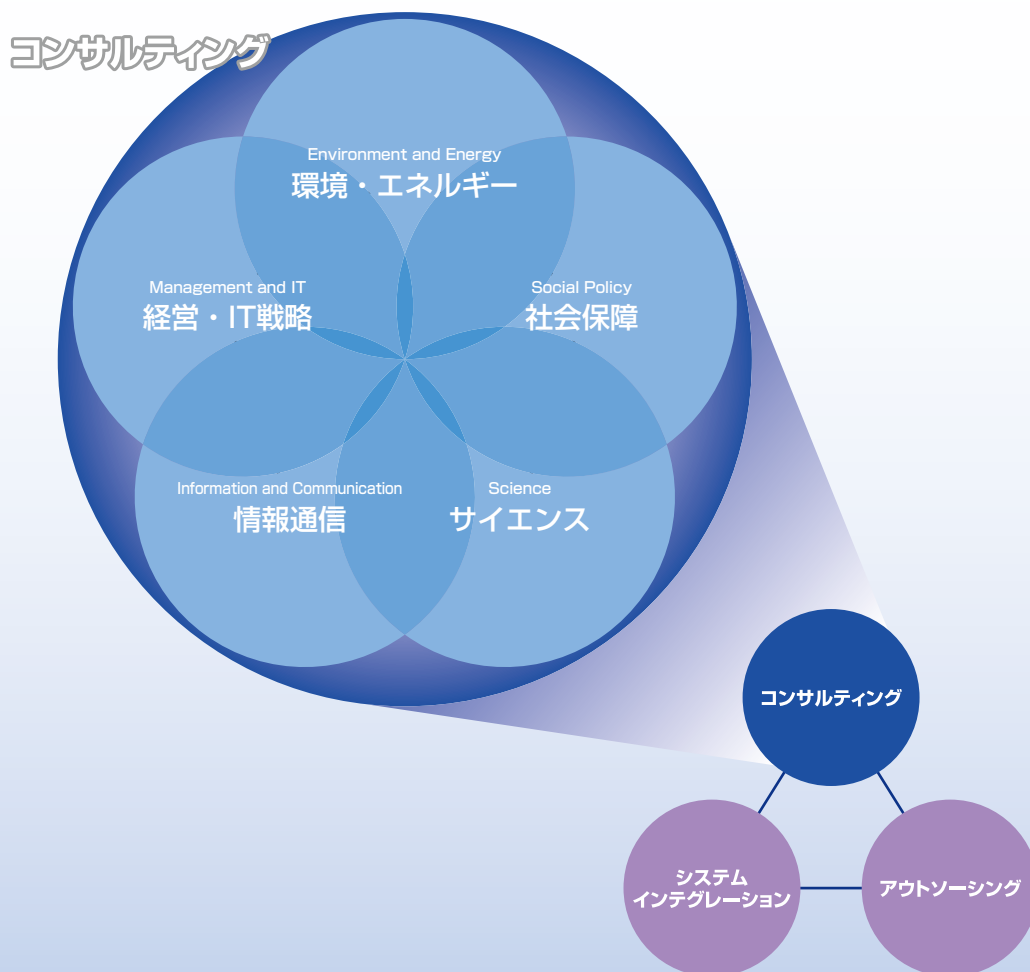 コンサルティング
Environment and Energy
環境・エネルギー
Management and IT
経営・IT戦略
Social Policy
社会保障
Information and Communication
情報通信
Science
サイエンス
コンサルティング
システム
インテグレーション
アウトソーシング